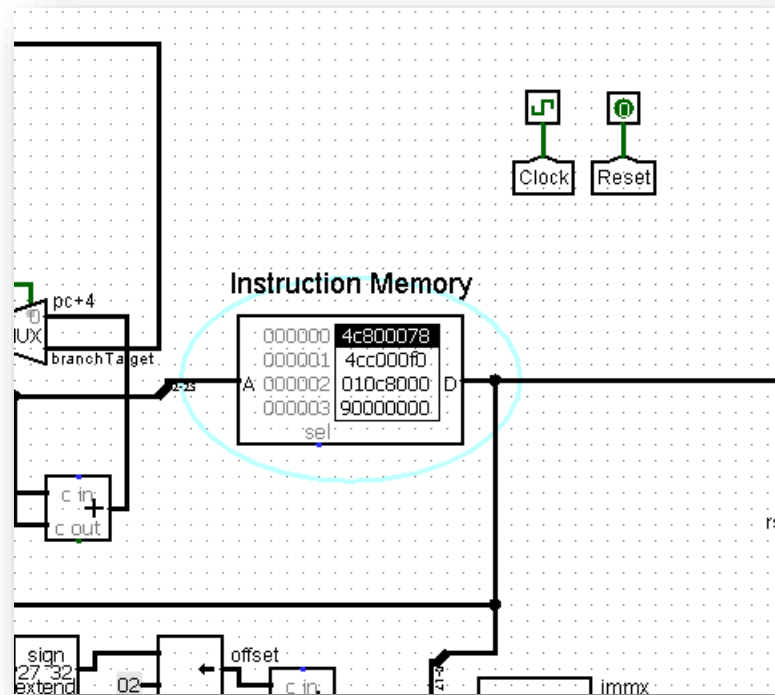 Clock
Reset
Instruction Memory
pc+4
0
UX
branchTarget
000000 4c800078
000001 4cc000f0
A 000002 010c8000 D
000003 90000000
sel
c in
+
c out
sign
27 32
extend
02
offset
c in
immx